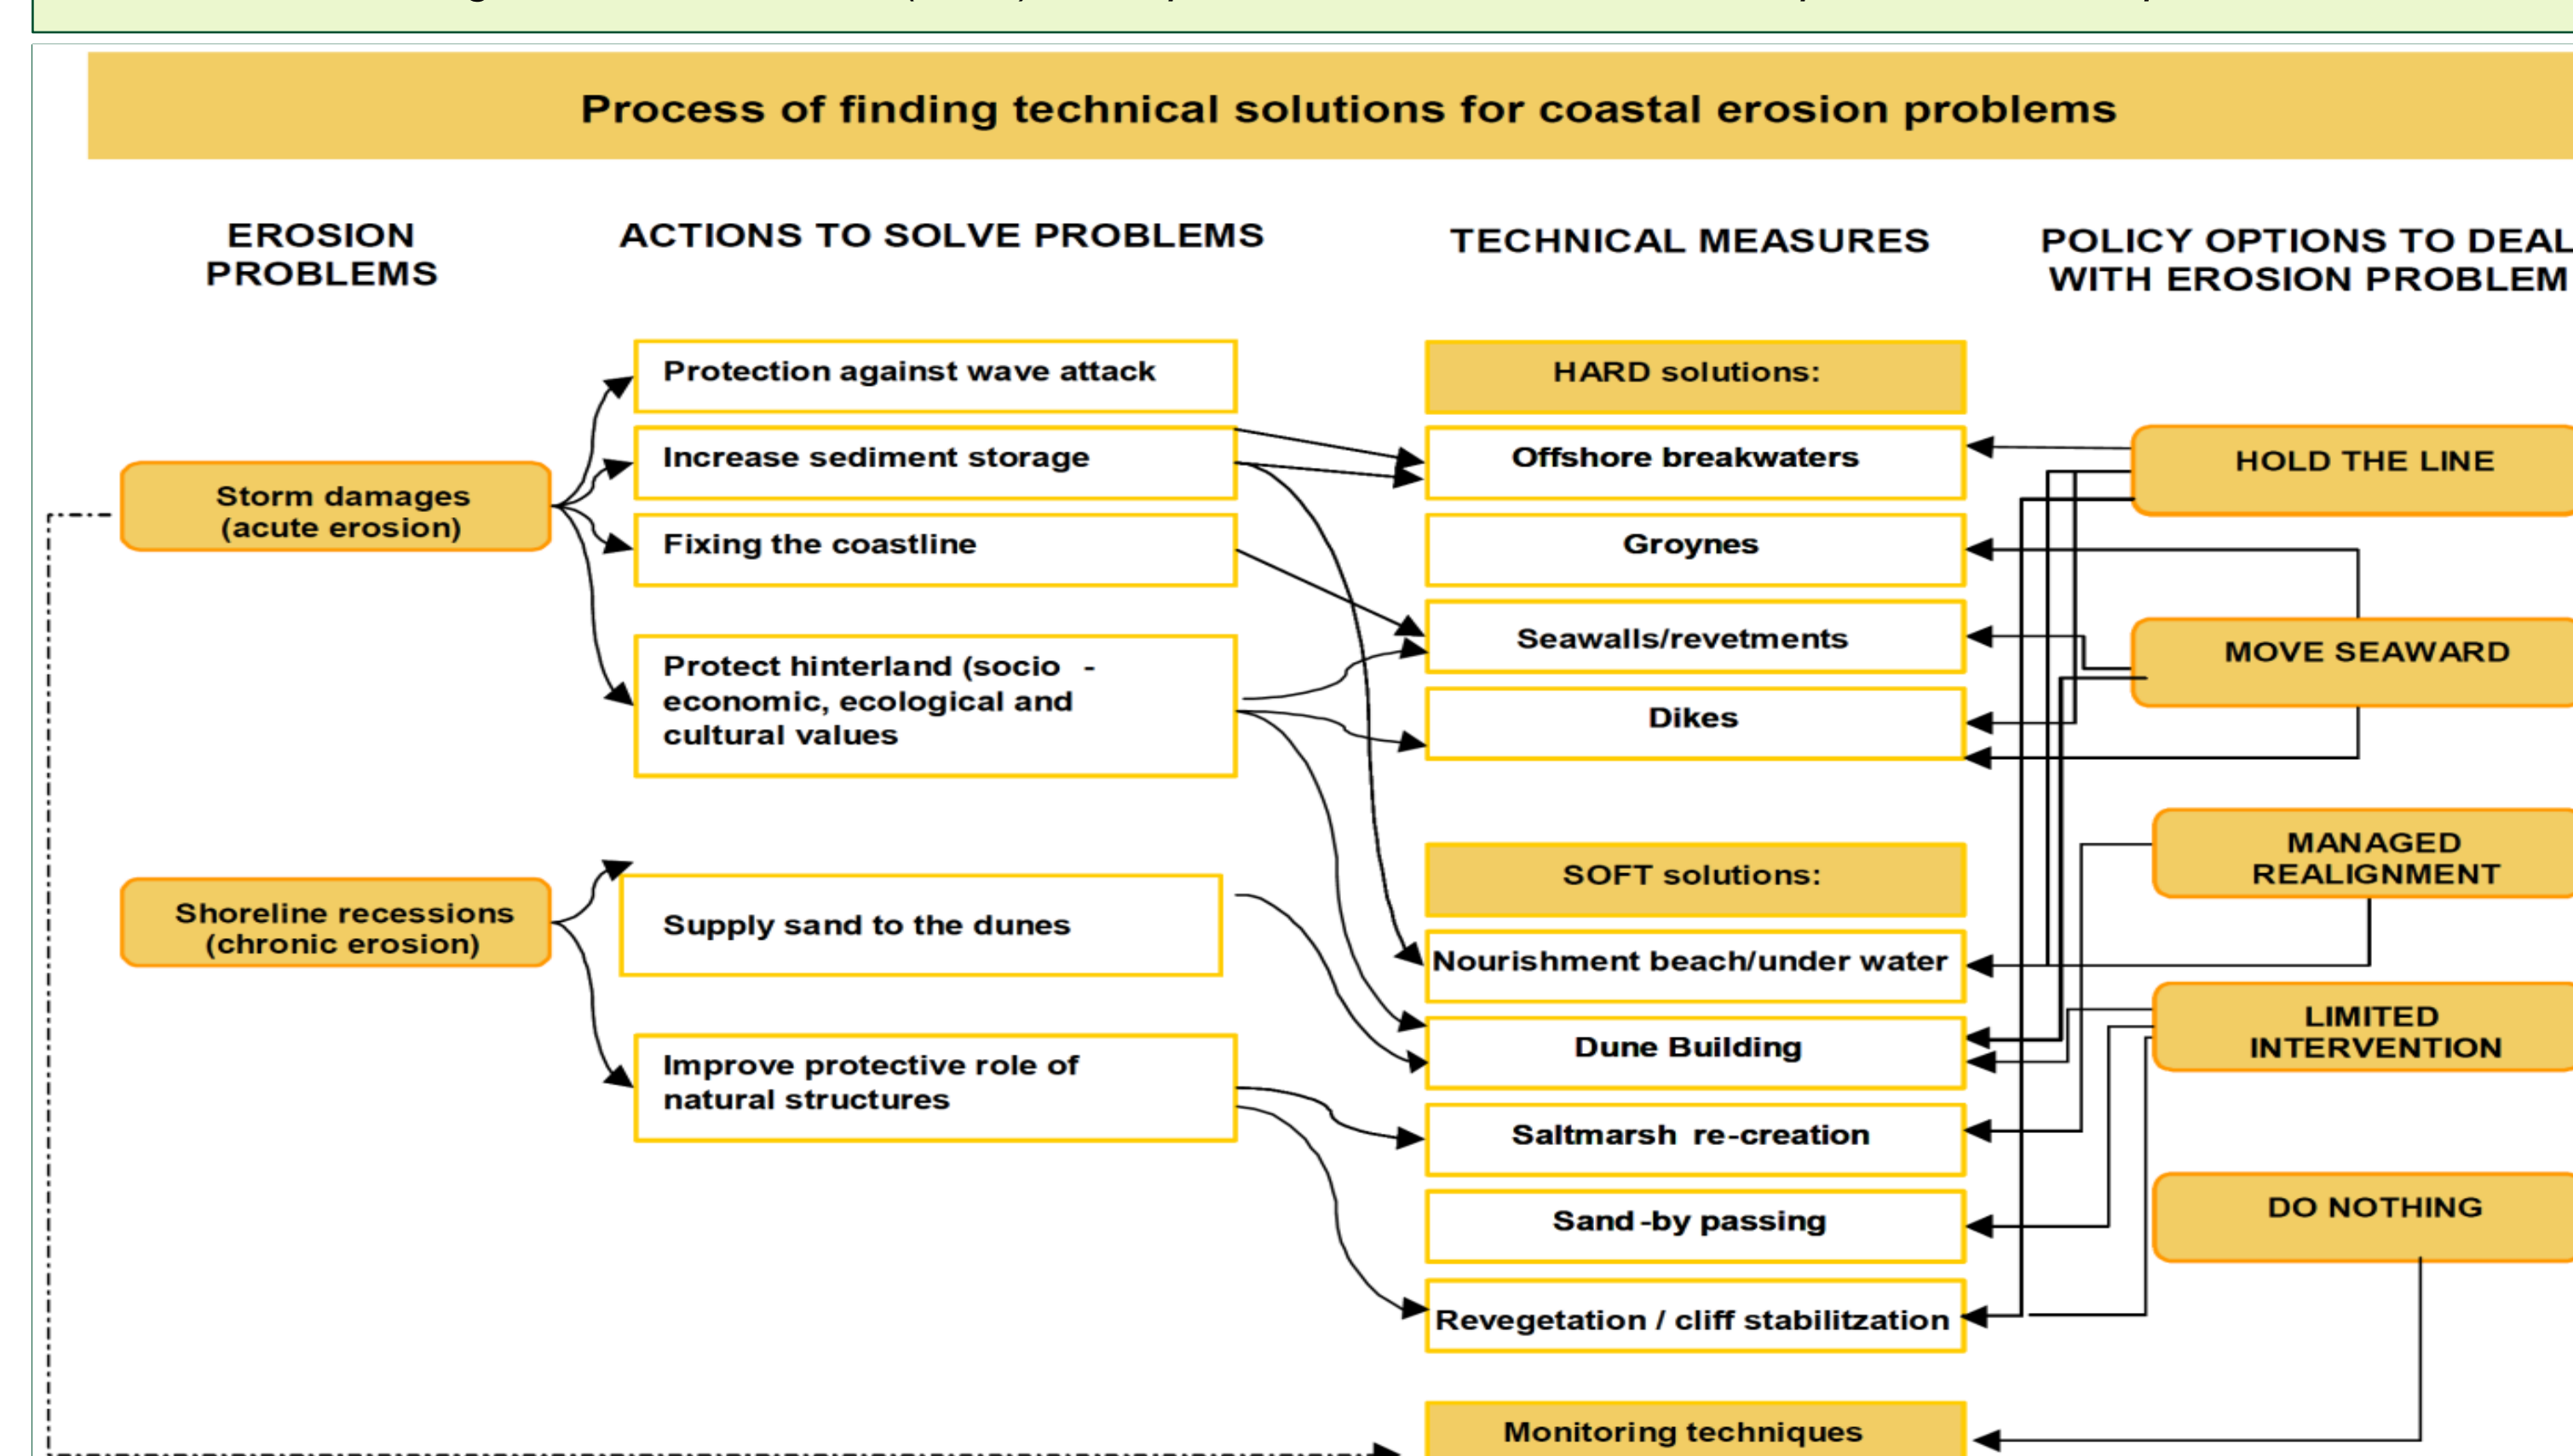 Process of finding technical solutions for coastal erosion problems
EROSION
PROBLEMS
ACTIONS TO SOLVE PROBLEMS
TECHNICAL MEASURES
POLICY OPTIONS TO DEAL
WITH EROSION PROBLEM
Storm damages
(acute erosion)
Shoreline recessions
(chronic erosion)
Protection against wave attack
Increase sediment storage
Fixing the coastline
Protect hinterland (socio -
economic, ecological and
cultural values
Supply sand to the dunes
Improve protective role of
natural structures
HARD solutions:
Offshore breakwaters
Groynes
Seawalls/revetments
Dikes
SOFT solutions:
Nourishment beach/under water
Dune Building
Saltmarsh re-creation
Sand -by passing
Revegetation / cliff stabilitzation
Monitoring techniques
HOLD THE LINE
MOVE SEAWARD
MANAGED
REALIGNMENT
LIMITED
INTERVENTION
DO NOTHING